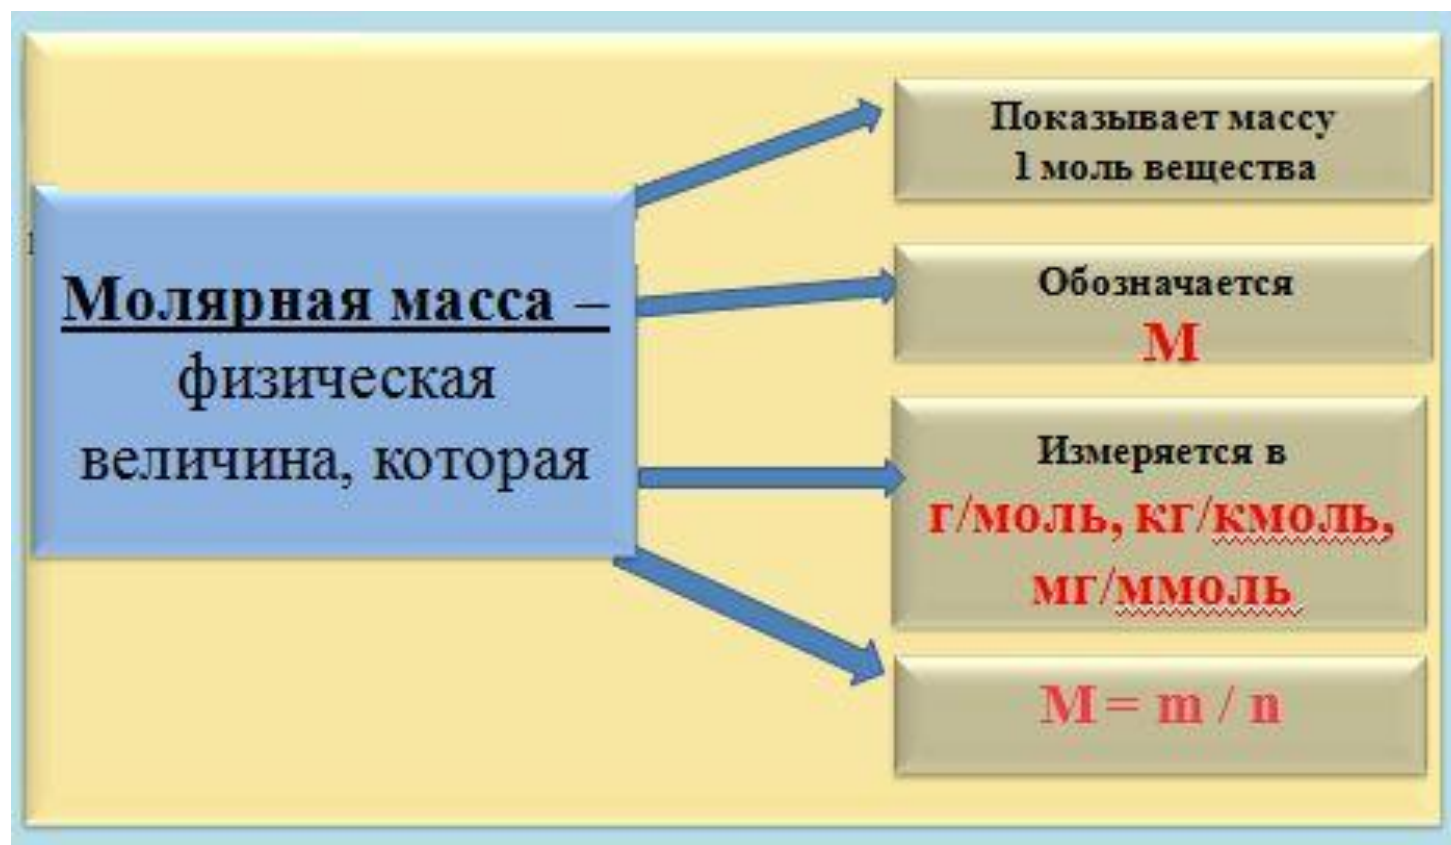 Молярная масса –
физическая
величина, которая
Показывает массу
1 моль вещества
Обозначается
М
Измеряется в
г/моль, кг/кмоль,
мг/ммоль
M = m / n